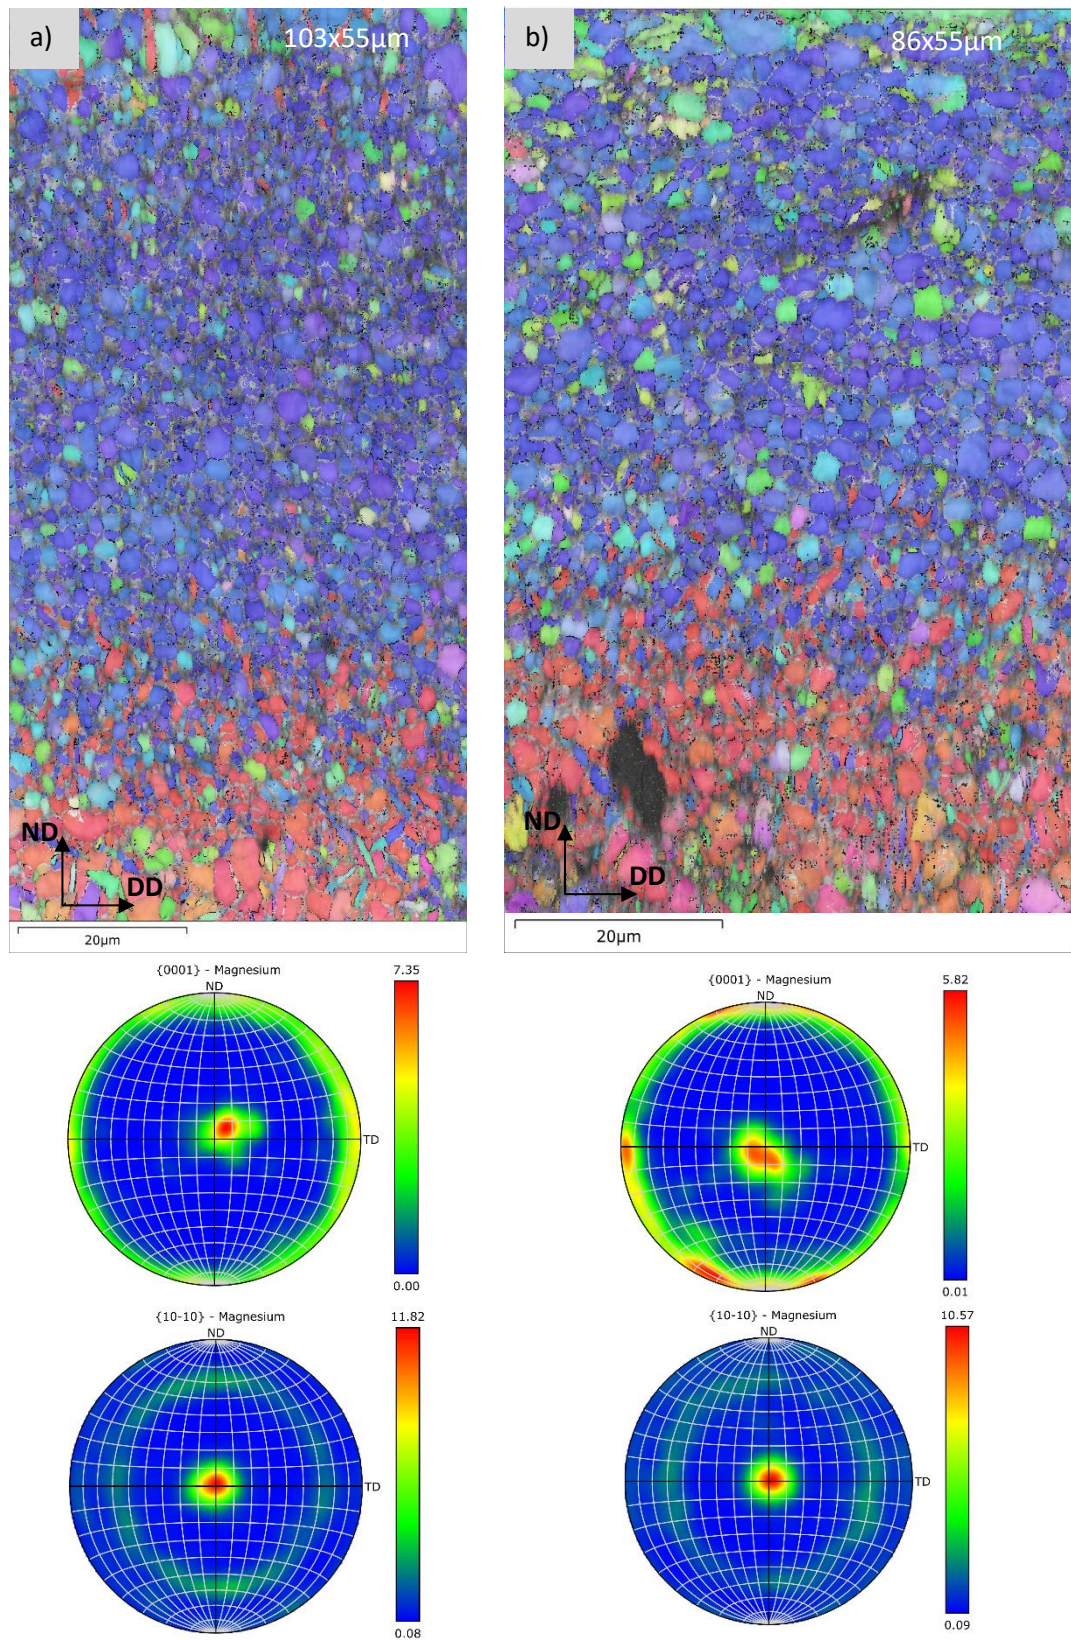 a)
103x55μm
ND
DD
20μm
b)
86x55μm
ND
DD
20μm
{0001} - Magnesium
ND
TD
7.35
0.00
{0001} - Magnesium
ND
TD
5.82
0.01
{10-10} - Magnesium
ND
TD
11.82
0.08
{10-10} - Magnesium
ND
TD
10.57
0.09